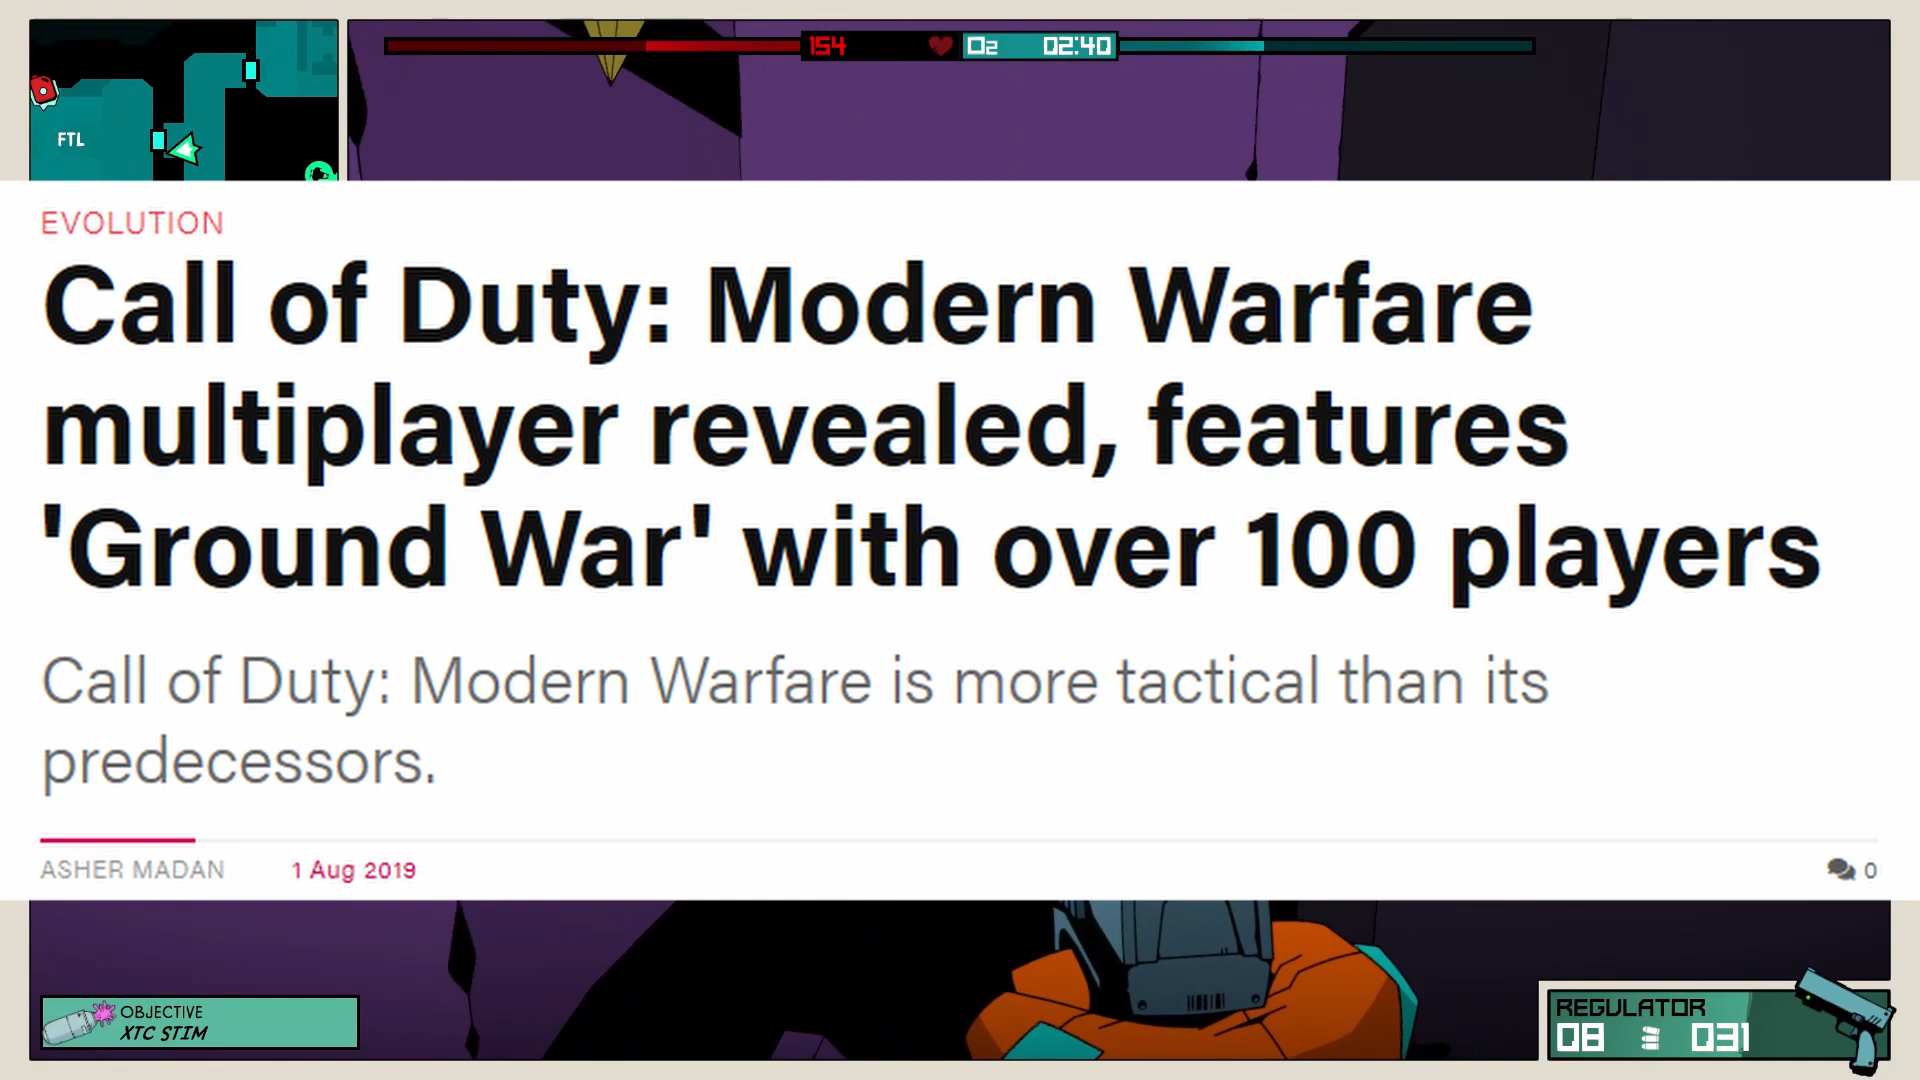 154
O2 02:40
FTL
EVOLUTION
Call of Duty: Modern Warfare
multiplayer revealed, features
'Ground War' with over 100 players
Call of Duty: Modern Warfare is more tactical than its
predecessors.
ASHER MADAN 1 Aug 2019 0
OBJECTIVE
XTC STIM
REGULATOR
08 031